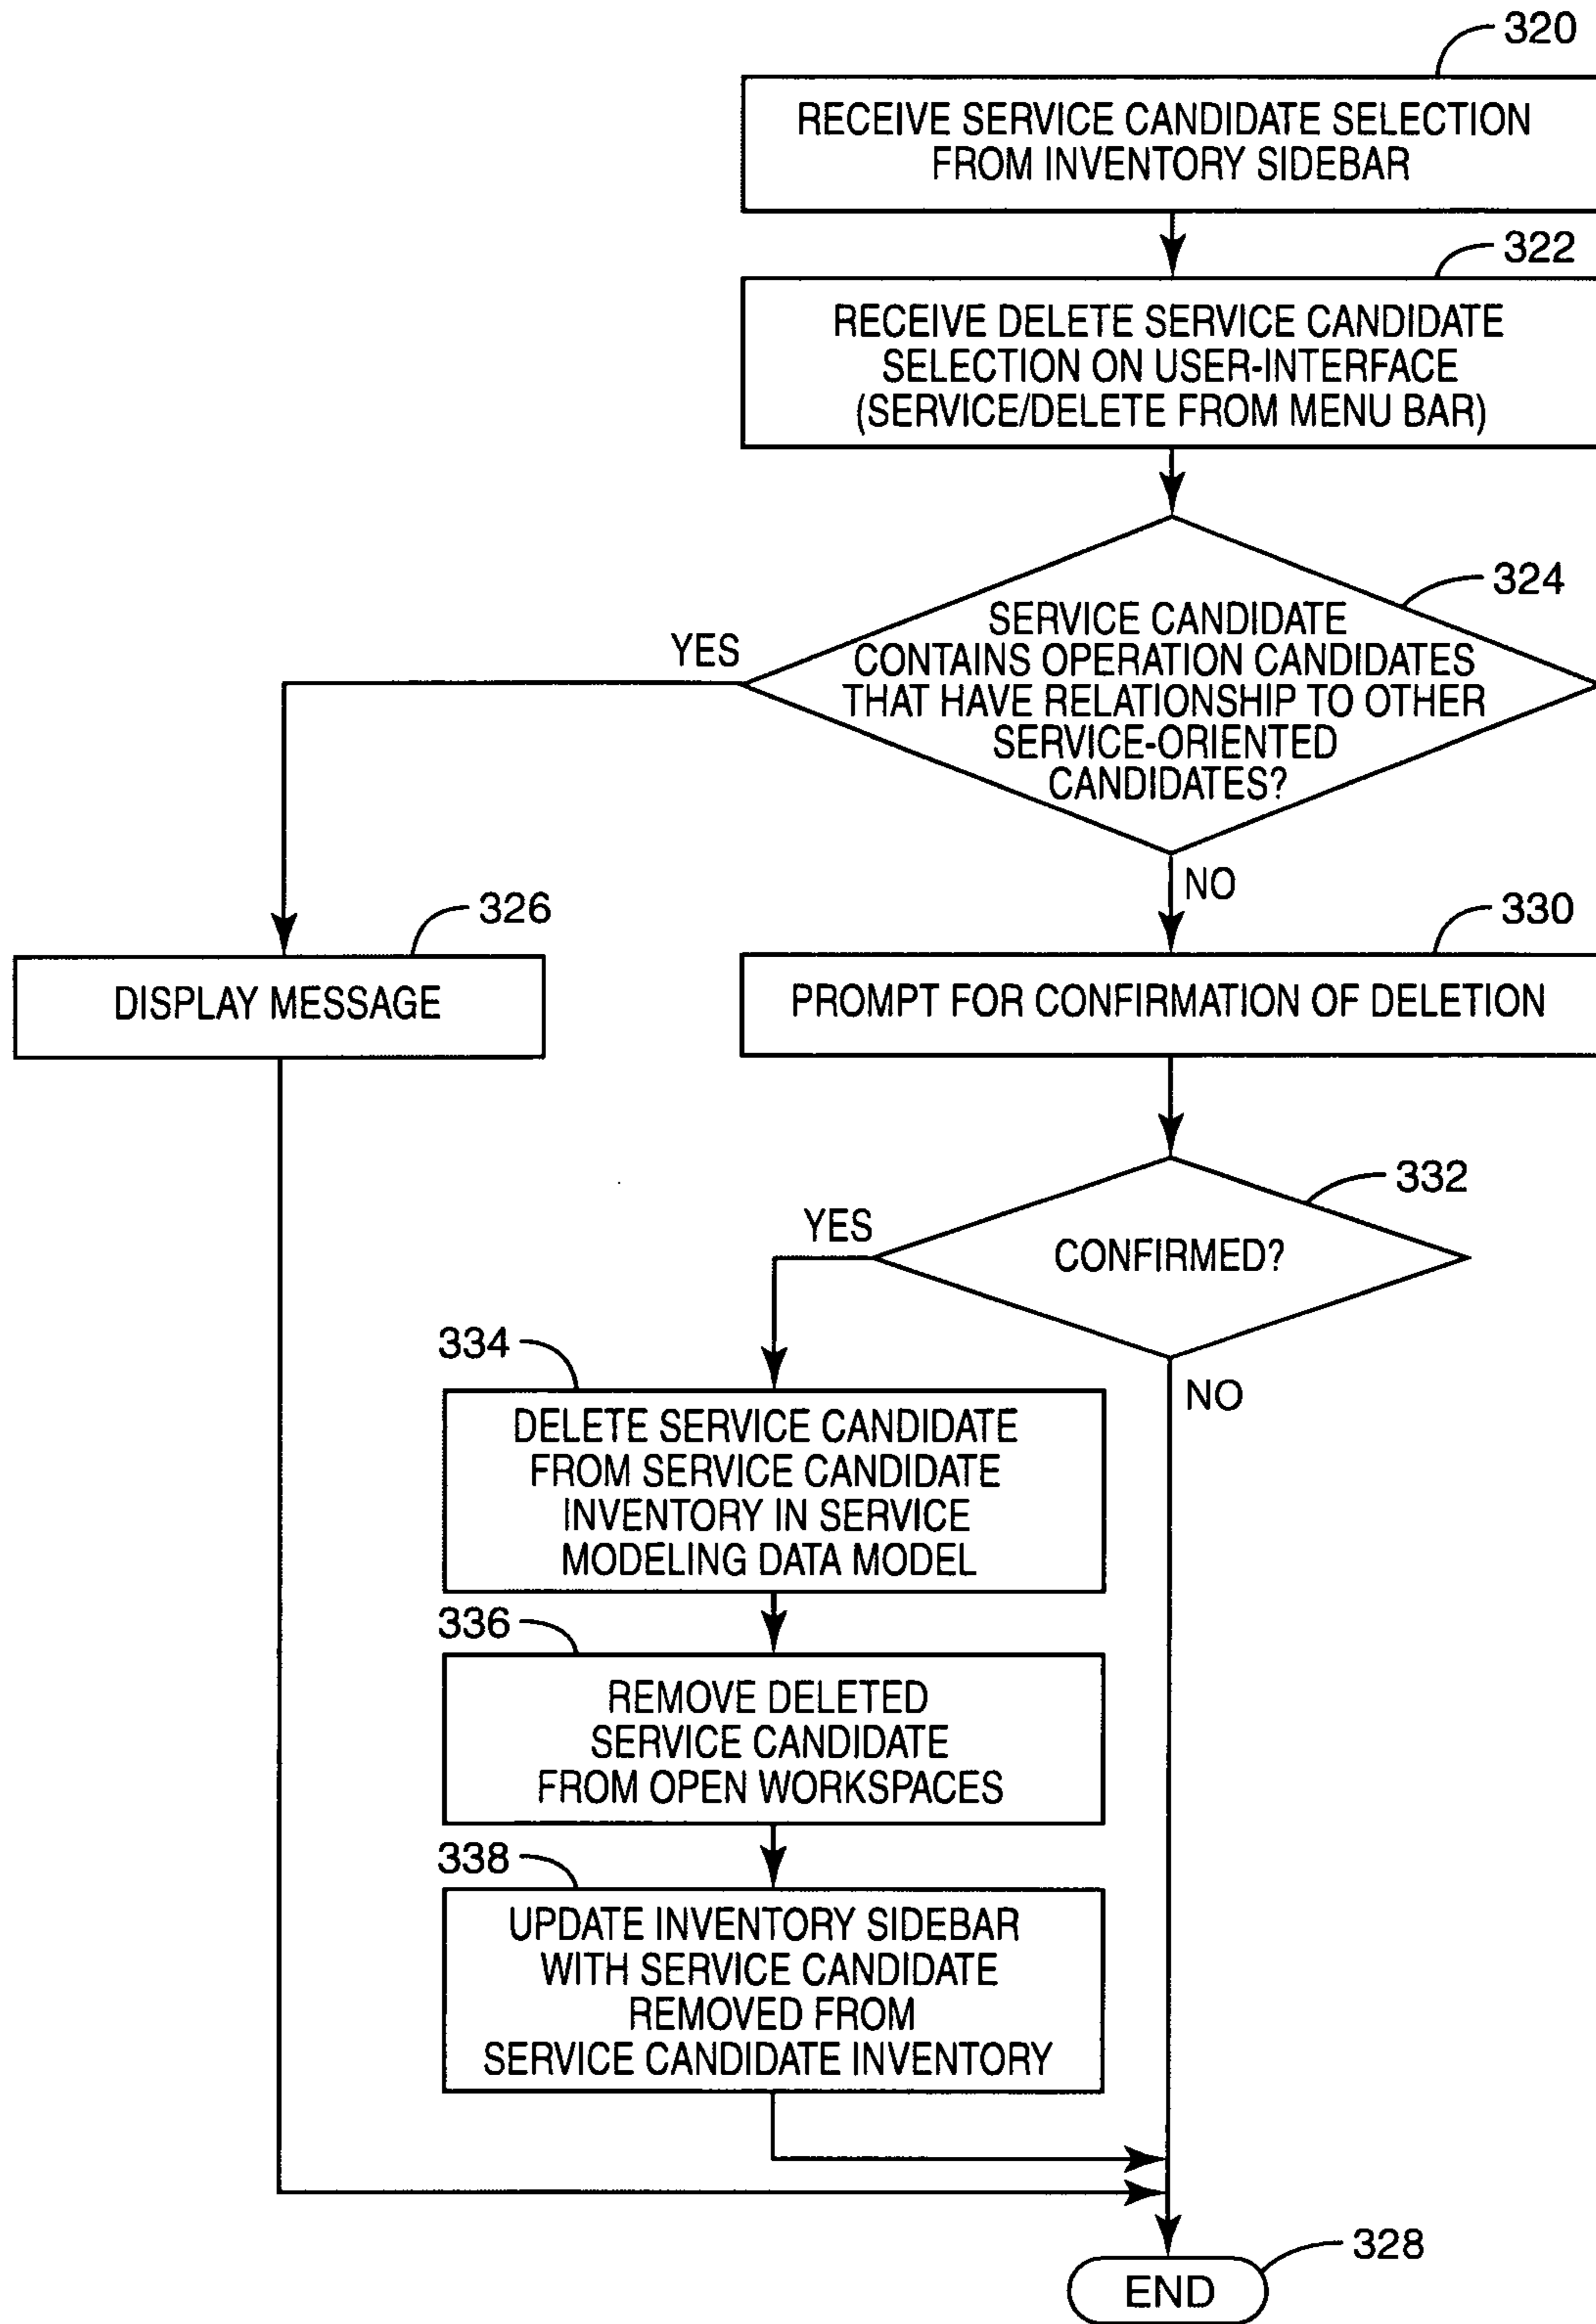 320
RECEIVE SERVICE CANDIDATE SELECTION
FROM INVENTORY SIDEBAR
322
RECEIVE DELETE SERVICE CANDIDATE
SELECTION ON USER-INTERFACE
(SERVICE/DELETE FROM MENU BAR)
324
SERVICE CANDIDATE
CONTAINS OPERATION CANDIDATES
THAT HAVE RELATIONSHIP TO OTHER
SERVICE-ORIENTED
CANDIDATES?
YES
NO
326
DISPLAY MESSAGE
330
PROMPT FOR CONFIRMATION OF DELETION
332
CONFIRMED?
YES
NO
334
DELETE SERVICE CANDIDATE
FROM SERVICE CANDIDATE
INVENTORY IN SERVICE
MODELING DATA MODEL
336
REMOVE DELETED
SERVICE CANDIDATE
FROM OPEN WORKSPACES
338
UPDATE INVENTORY SIDEBAR
WITH SERVICE CANDIDATE
REMOVED FROM
SERVICE CANDIDATE INVENTORY
328
END